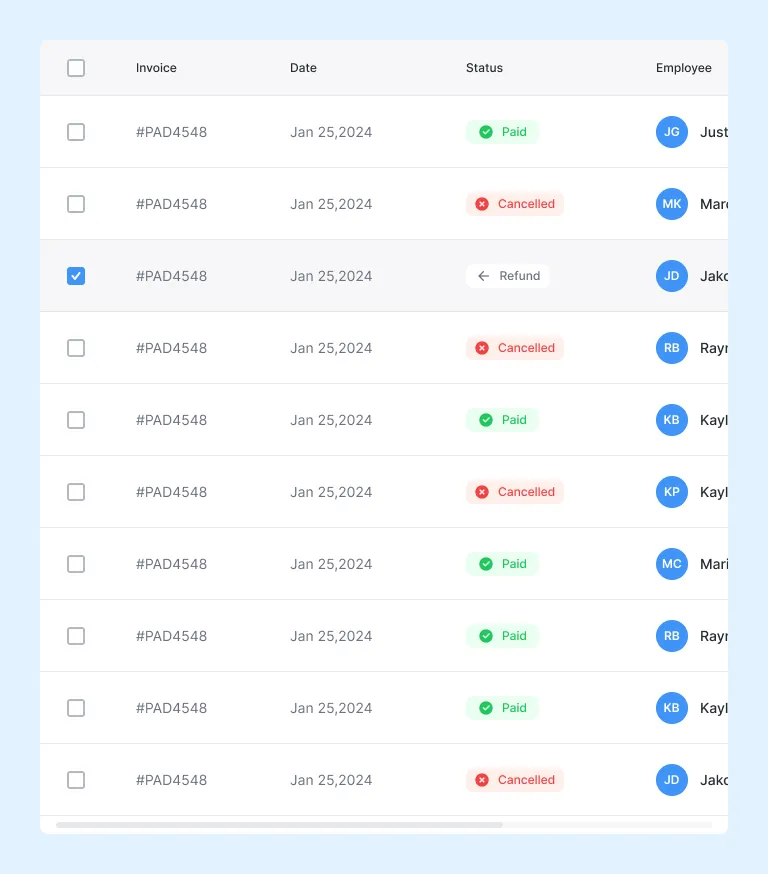 Invoice Date Status Employee
#PAD4548 Jan 25,2024 Paid JG Just
#PAD4548 Jan 25,2024 Cancelled MK Marc
#PAD4548 Jan 25,2024 Refund JD Jako
#PAD4548 Jan 25,2024 Cancelled RB Rayr
#PAD4548 Jan 25,2024 Paid KB Kayl
#PAD4548 Jan 25,2024 Cancelled KP Kayl
#PAD4548 Jan 25,2024 Paid MC Mari
#PAD4548 Jan 25,2024 Paid RB Rayr
#PAD4548 Jan 25,2024 Paid KB Kayl
#PAD4548 Jan 25,2024 Cancelled JD Jako